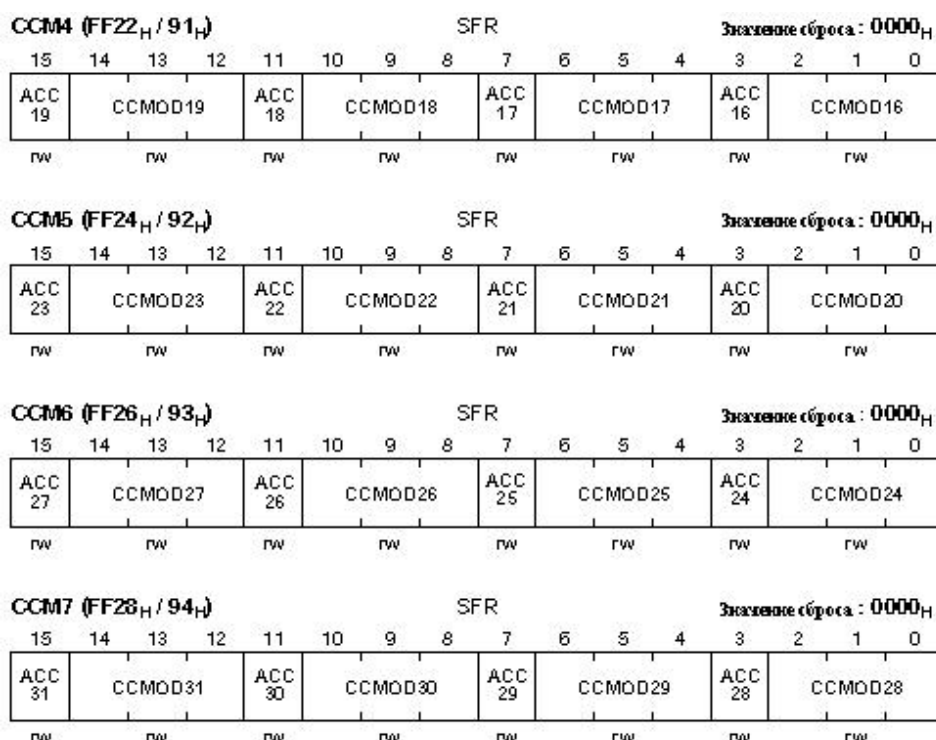 CCM4 (FF22H / 91H) SFR Значение сброса : 0000H
15 14 13 12 11 10 9 8 7 6 5 4 3 2 1 0
ACC 19 CCMOD19 ACC 18 CCMOD18 ACC 17 CCMOD17 ACC 16 CCMOD16
rw rw rw rw rw rw rw rw
CCM5 (FF24H / 92H) SFR Значение сброса : 0000H
15 14 13 12 11 10 9 8 7 6 5 4 3 2 1 0
ACC 23 CCMOD23 ACC 22 CCMOD22 ACC 21 CCMOD21 ACC 20 CCMOD20
rw rw rw rw rw rw rw rw
CCM6 (FF26H / 93H) SFR Значение сброса : 0000H
15 14 13 12 11 10 9 8 7 6 5 4 3 2 1 0
ACC 27 CCMOD27 ACC 26 CCMOD26 ACC 25 CCMOD25 ACC 24 CCMOD24
rw rw rw rw rw rw rw rw
CCM7 (FF28H / 94H) SFR Значение сброса : 0000H
15 14 13 12 11 10 9 8 7 6 5 4 3 2 1 0
ACC 31 CCMOD31 ACC 30 CCMOD30 ACC 29 CCMOD29 ACC 28 CCMOD28
rw rw rw rw rw rw rw rw